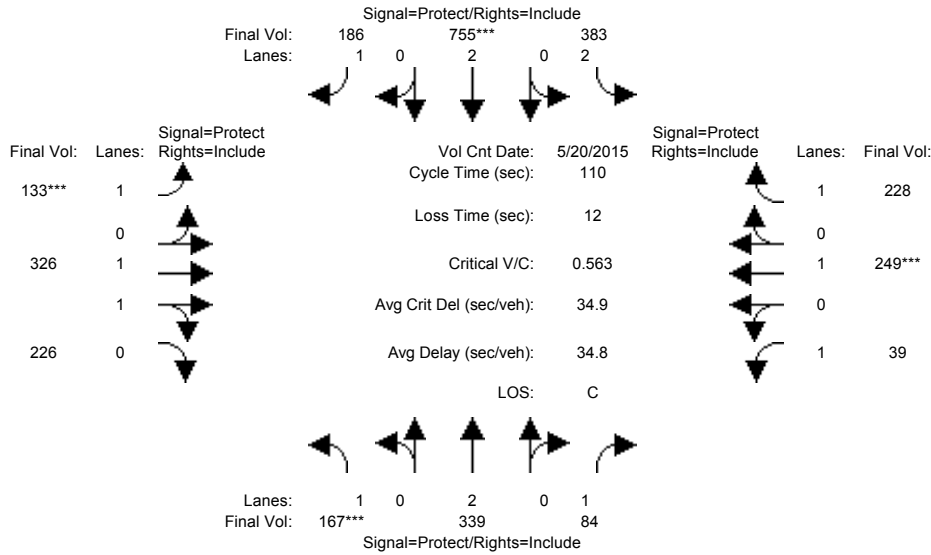 Signal=Protect/Rights=Include
Final Vol: 186 755*** 383
Lanes: 1 0 2 0 2
Signal=Protect Signal=Protect
Final Vol: Lanes: Rights=Include Vol Cnt Date: 5/20/2015 Rights=Include Lanes: Final Vol:
Cycle Time (sec): 110
133*** 1 1 228
Loss Time (sec): 12
0 0
326 1 Critical V/C: 0.563 1 249***
1 Avg Crit Del (sec/veh): 34.9 0
226 0 Avg Delay (sec/veh): 34.8 1 39
LOS: C
Lanes: 1 0 2 0 1
Final Vol: 167*** 339 84
Signal=Protect/Rights=Include